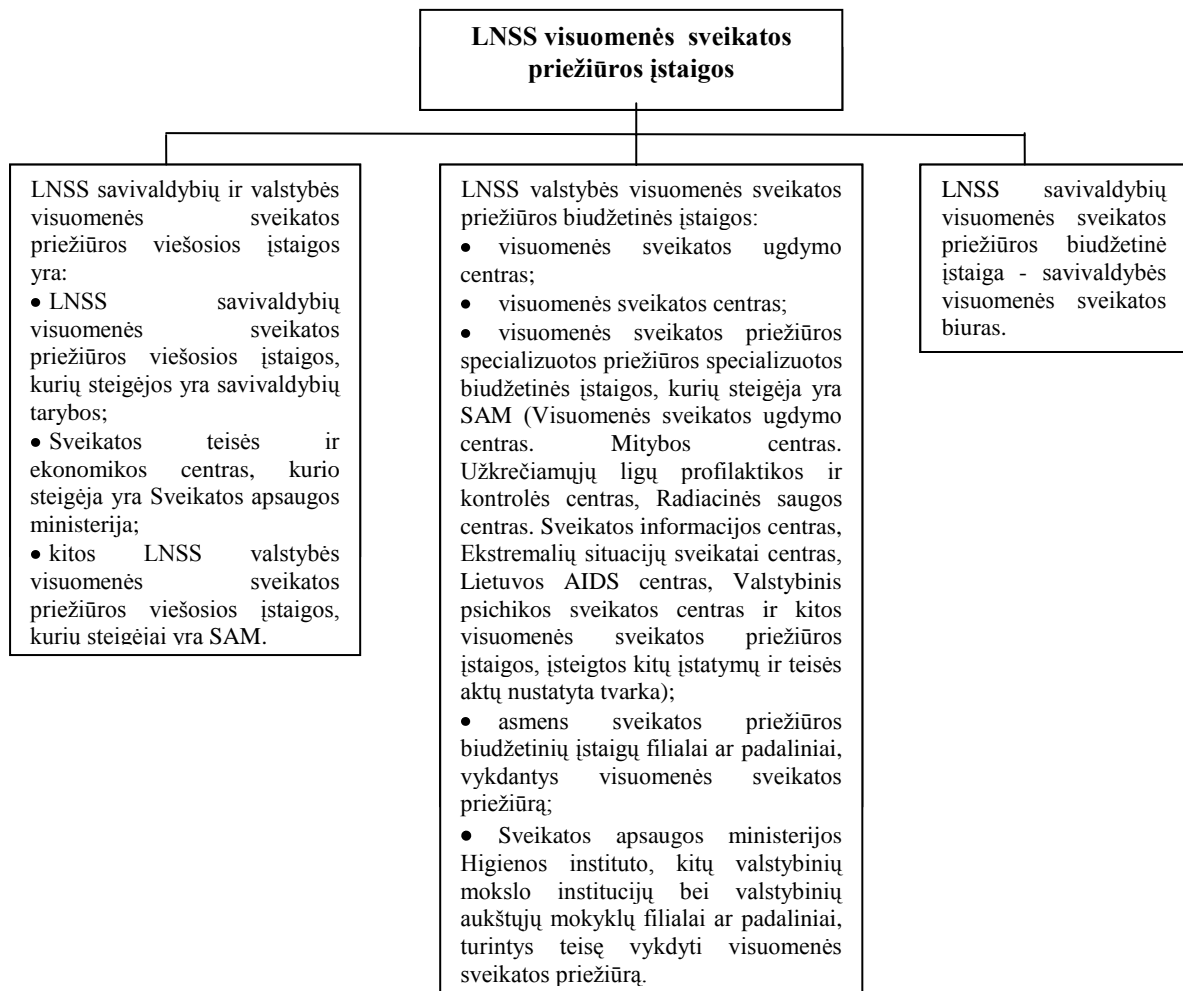 LNSS visuomenės sveikatos
priežiūros įstaigos
LNSS savivaldybių ir valstybės
visuomenės sveikatos
priežiūros viešosios įstaigos
yra:
• LNSS savivaldybių
visuomenės sveikatos
priežiūros viešosios įstaigos,
kurių steigėjos yra savivaldybių
tarybos;
• Sveikatos teisės ir
ekonomikos centras, kurio
steigėja yra Sveikatos apsaugos
ministerija;
• kitos LNSS valstybės
visuomenės sveikatos
priežiūros viešosios įstaigos,
kurių steigėjai yra SAM.
LNSS valstybės visuomenės sveikatos
priežiūros biudžetinės įstaigos:
• visuomenės sveikatos ugdymo
centras;
• visuomenės sveikatos centras;
• visuomenės sveikatos priežiūros
specializuotos priežiūros specializuotos
biudžetinės įstaigos, kurių steigėja yra
SAM (Visuomenės sveikatos ugdymo
centras. Mitybos centras.
Užkrečiamųjų ligų profilaktikos ir
kontrolės centras, Radiacinės saugos
centras. Sveikatos informacijos centras,
Ekstremalių situacijų sveikatai centras,
Lietuvos AIDS centras, Valstybinis
psichikos sveikatos centras ir kitos
visuomenės sveikatos priežiūros
įstaigos, įsteigtos kitų įstatymų ir teisės
aktų nustatyta tvarka);
• asmens sveikatos priežiūros
biudžetinių įstaigų filialai ar padaliniai,
vykdantys visuomenės sveikatos
priežiūrą;
• Sveikatos apsaugos ministerijos
Higienos instituto, kitų valstybinių
mokslo institucijų bei valstybinių
aukštųjų mokyklų filialai ar padaliniai,
turintys teisę vykdyti visuomenės
sveikatos priežiūrą.
LNSS savivaldybių
visuomenės sveikatos
priežiūros biudžetinė
įstaiga - savivaldybės
visuomenės sveikatos
biuras.